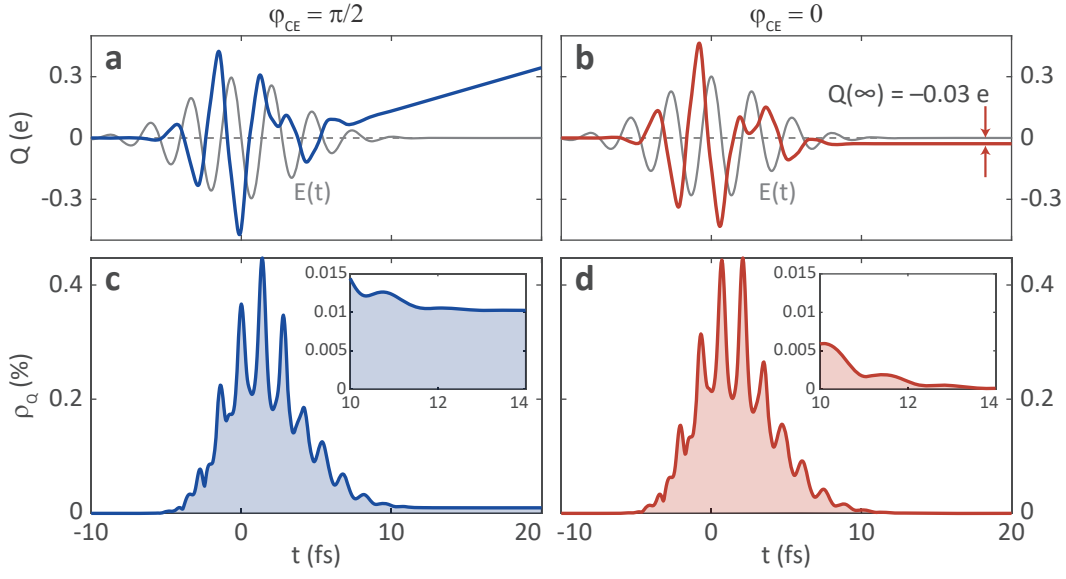 φCE = π/2
φCE = 0
a
b
Q (e)
0.3
0
-0.3
E(t)
E(t)
Q(∞) = –0.03 e
0.3
0
-0.3
c
d
ρQ (%)
0.4
0.2
0
0.015
0.01
0.005
0
10
12
14
0.015
0.01
0.005
0
10
12
14
0.4
0.2
0
-10
0
10
20
-10
0
10
20
t (fs)
t (fs)